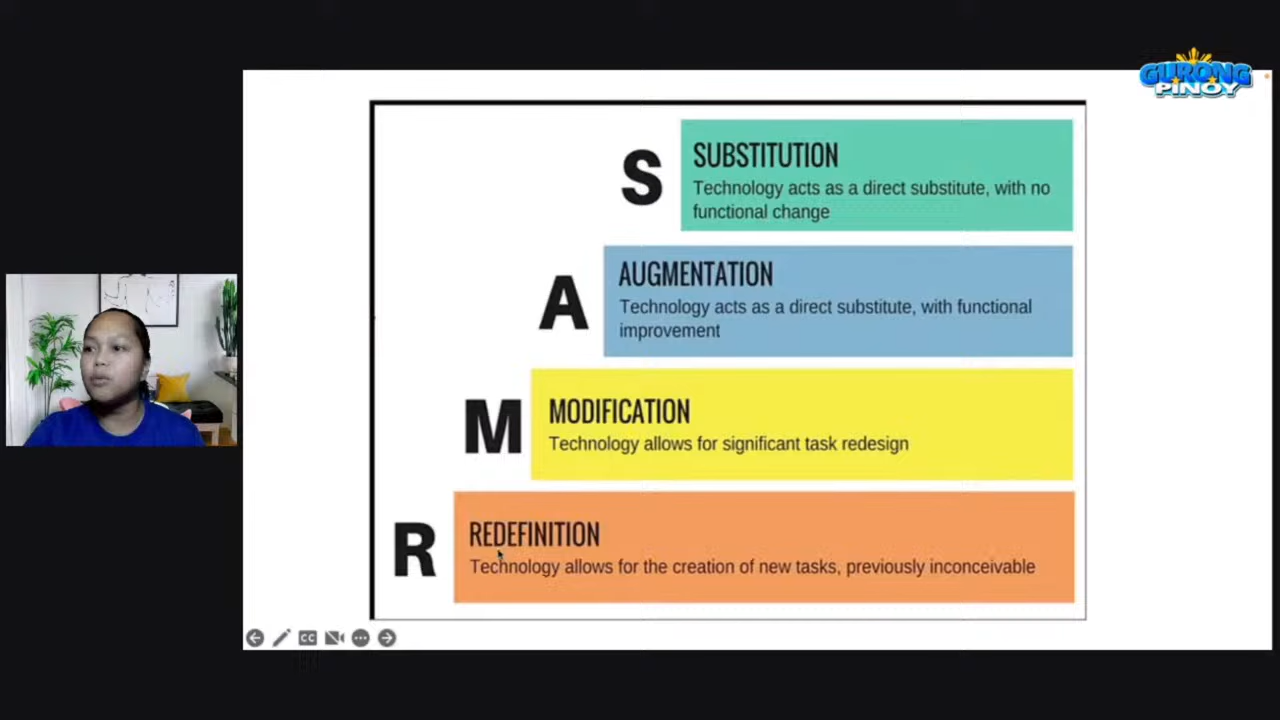 GURONG
PINOY
S
SUBSTITUTION
Technology acts as a direct substitute, with no
functional change
A
AUGMENTATION
Technology acts as a direct substitute, with functional
improvement
M
MODIFICATION
Technology allows for significant task redesign
R
REDEFINITION
Technology allows for the creation of new tasks, previously inconceivable
CC